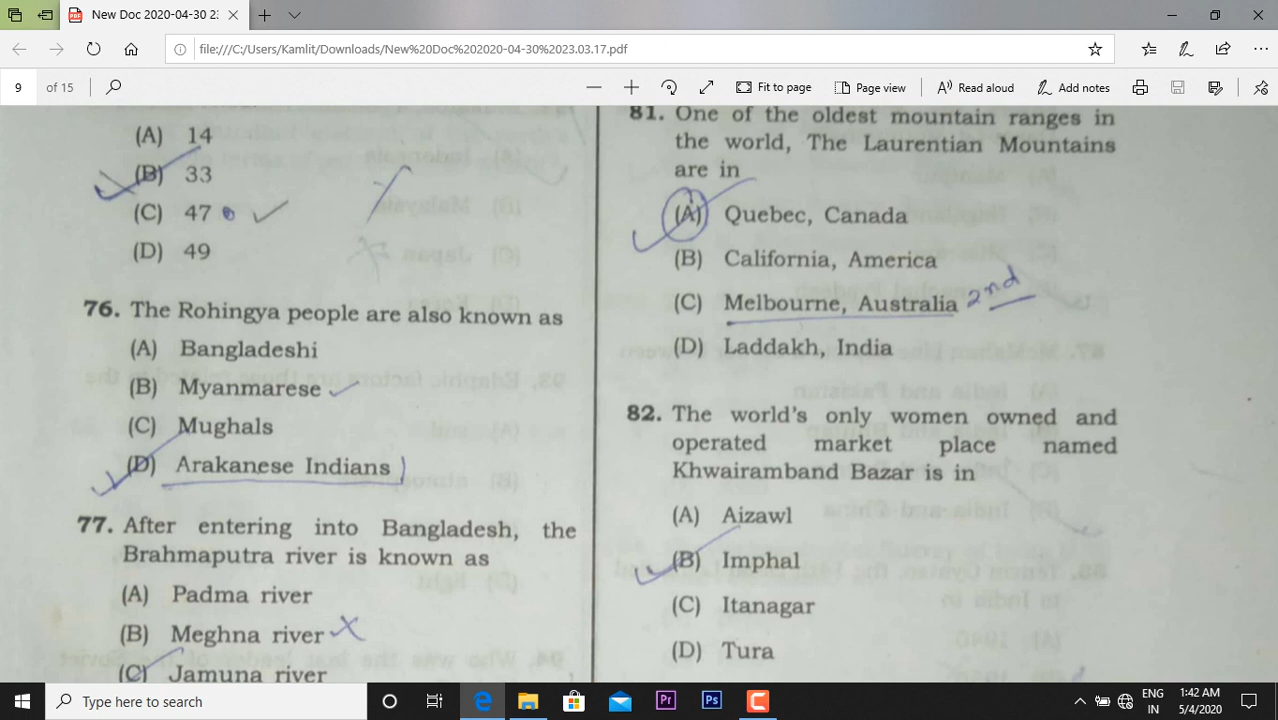 New Doc 2020-04-30 23
file:///C:/Users/Kamlit/Downloads/New%20Doc%202020-04-30%2023.03.17.pdf
9 of 15
Fit to page
Page view
Read aloud
Add notes
(A) 14
(B) 33
(C) 47
(D) 49
76. The Rohingya people are also known as
(A) Bangladeshi
(B) Myanmarese
(C) Mughals
(D) Arakanese Indians
77. After entering into Bangladesh, the
Brahmaputra river is known as
(A) Padma river
(B) Meghna river
(C) Jamuna river
81. One of the oldest mountain ranges in
the world, The Laurentian Mountains
are in
(A) Quebec, Canada
(B) California, America
(C) Melbourne, Australia 2nd
(D) Laddakh, India
82. The world's only women owned and
operated market place named
Khwairamband Bazar is in
(A) Aizawl
(B) Imphal
(C) Itanagar
(D) Tura
Type here to search
Pr
Ps
ENG
IN
1:42 AM
5/4/2020